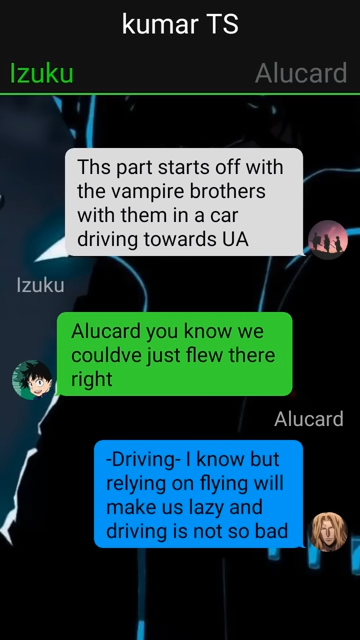 kumar TS
Izuku
Alucard
Ths part starts off with
the vampire brothers
with them in a car
driving towards UA
Izuku
Alucard you know we
couldve just flew there
right
Alucard
-Driving- I know but
relying on flying will
make us lazy and
driving is not so bad